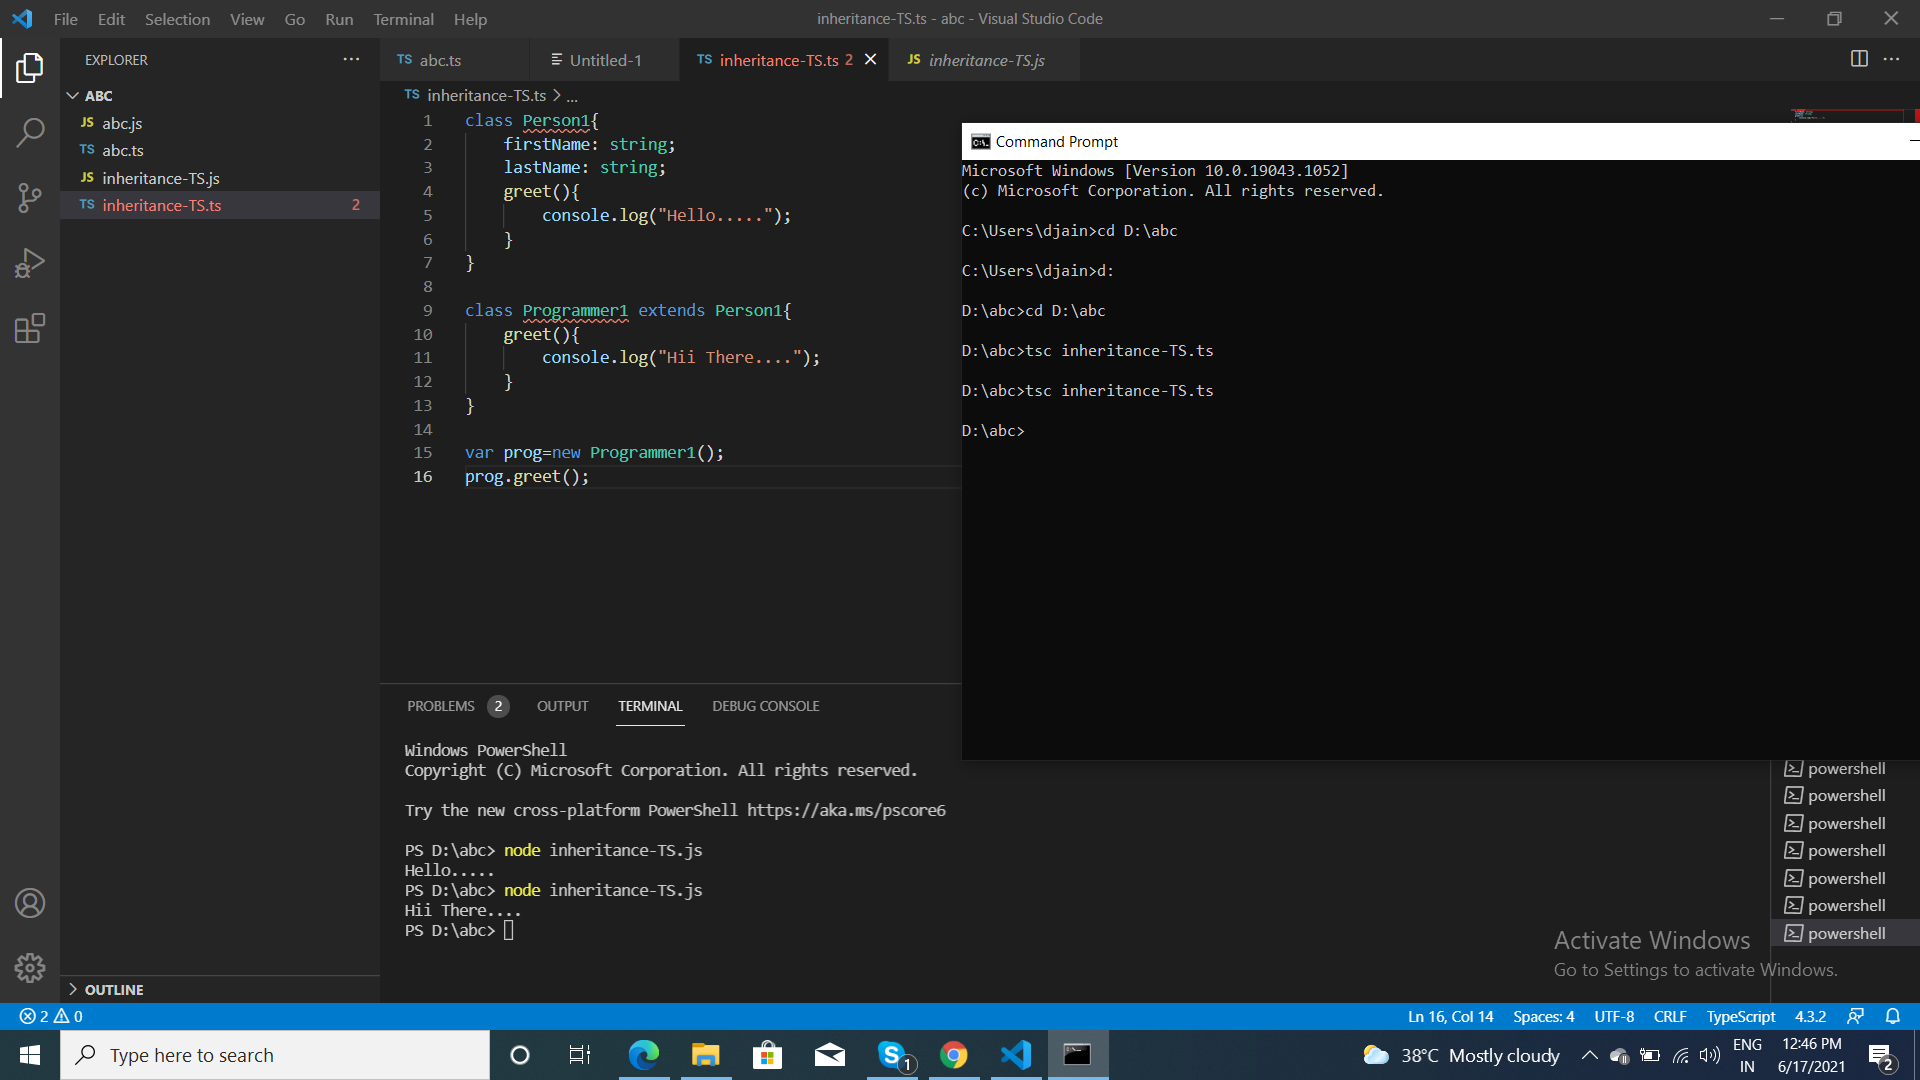 File Edit Selection View Go Run Terminal Help
inheritance-TS.ts - abc - Visual Studio Code
EXPLORER
ABC
JS abc.js
TS abc.ts
JS inheritance-TS.js
TS inheritance-TS.ts 2
OUTLINE
TS abc.ts
Untitled-1
TS inheritance-TS.ts 2
JS inheritance-TS.js
TS inheritance-TS.ts > ...
1 class Person1{
2 firstName: string;
3 lastName: string;
4 greet(){
5 console.log("Hello.....");
6 }
7 }
8
9 class Programmer1 extends Person1{
10 greet(){
11 console.log("Hii There....");
12 }
13 }
14
15 var prog=new Programmer1();
16 prog.greet();
Command Prompt
Microsoft Windows [Version 10.0.19043.1052]
(c) Microsoft Corporation. All rights reserved.
C:\Users\djain>cd D:\abc
C:\Users\djain>d:
D:\abc>cd D:\abc
D:\abc>tsc inheritance-TS.ts
D:\abc>tsc inheritance-TS.ts
D:\abc>
PROBLEMS 2 OUTPUT TERMINAL DEBUG CONSOLE
Windows PowerShell
Copyright (C) Microsoft Corporation. All rights reserved.
Try the new cross-platform PowerShell https://aka.ms/pscore6
PS D:\abc> node inheritance-TS.js
Hello.....
PS D:\abc> node inheritance-TS.js
Hii There....
PS D:\abc>
powershell
powershell
powershell
powershell
powershell
powershell
powershell
Activate Windows
Go to Settings to activate Windows.
2 0
Ln 16, Col 14 Spaces: 4 UTF-8 CRLF TypeScript 4.3.2
Type here to search
1
38°C Mostly cloudy
ENG
IN
12:46 PM
6/17/2021
2